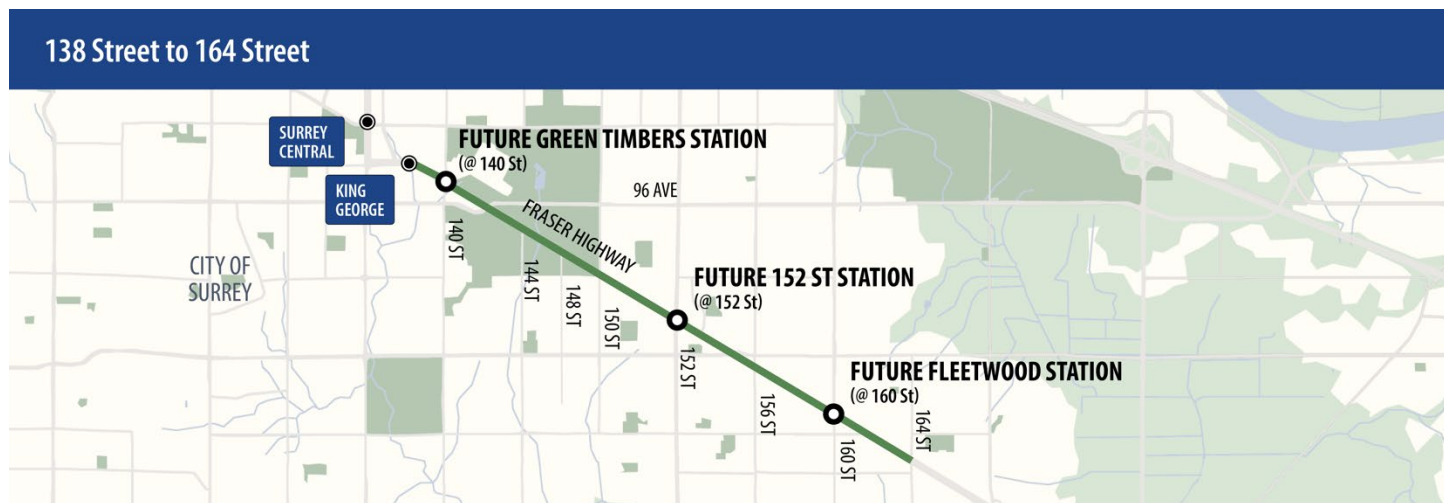 138 Street to 164 Street
SURREY
CENTRAL
FUTURE GREEN TIMBERS STATION
(@ 140 St)
KING
GEORGE
96 AVE
140 ST
FRASER HIGHWAY
CITY OF
SURREY
144 ST
148 ST
150 ST
FUTURE 152 ST STATION
(@ 152 St)
152 ST
156 ST
FUTURE FLEETWOOD STATION
(@ 160 St)
160 ST
164 ST